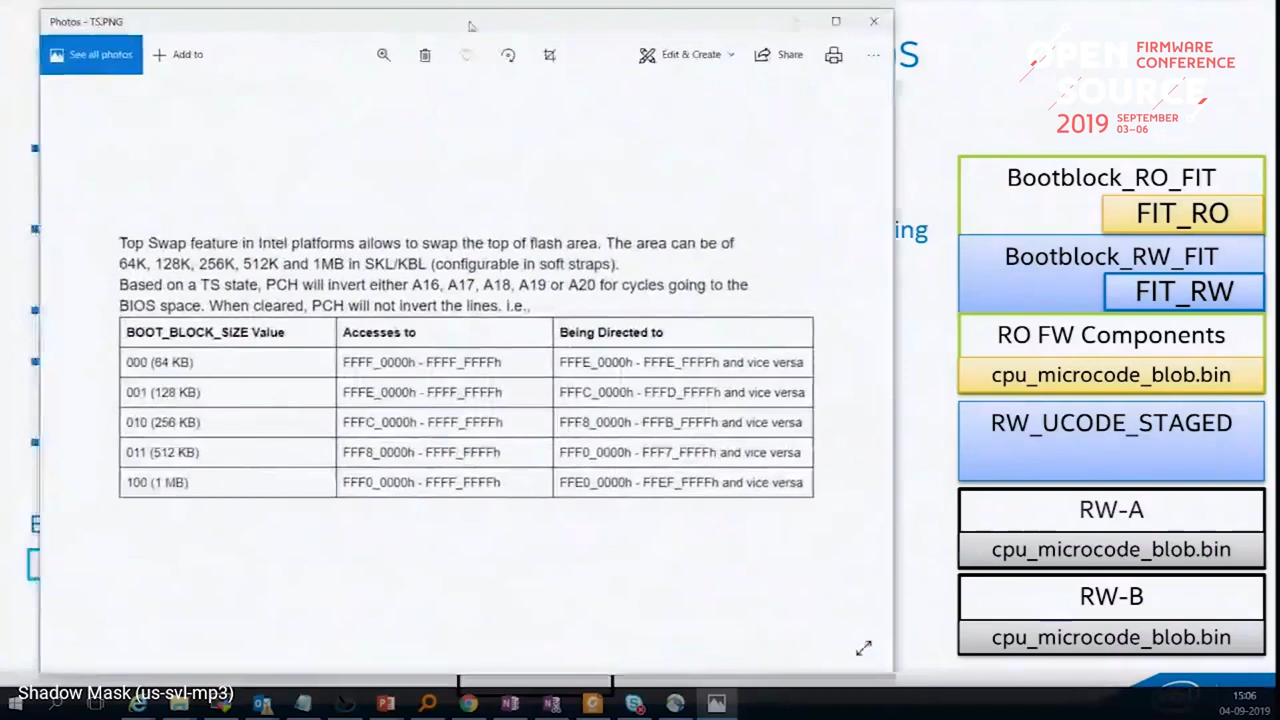 Photos - TS.PNG
See all photos
Add to
Edit & Create
Share
OPEN SOURCE
FIRMWARE
CONFERENCE
2019
SEPTEMBER
03–06
Top Swap feature in Intel platforms allows to swap the top of flash area. The area can be of
64K, 128K, 256K, 512K and 1MB in SKL/KBL (configurable in soft straps).
Based on a TS state, PCH will invert either A16, A17, A18, A19 or A20 for cycles going to the
BIOS space. When cleared, PCH will not invert the lines. i.e.,
BOOT_BLOCK_SIZE Value Accesses to Being Directed to
000 (64 KB) FFFF_0000h - FFFF_FFFFh FFFE_0000h - FFFE_FFFFh and vice versa
001 (128 KB) FFFE_0000h - FFFF_FFFFh FFFC_0000h - FFFD_FFFFh and vice versa
010 (256 KB) FFFC_0000h - FFFF_FFFFh FFF8_0000h - FFFB_FFFFh and vice versa
011 (512 KB) FFF8_0000h - FFFF_FFFFh FFF0_0000h - FFF7_FFFFh and vice versa
100 (1 MB) FFF0_0000h - FFFF_FFFFh FFE0_0000h - FFEF_FFFFh and vice versa
ing
Bootblock_RO_FIT
FIT_RO
Bootblock_RW_FIT
FIT_RW
RO FW Components
cpu_microcode_blob.bin
RW_UCODE_STAGED
RW-A
cpu_microcode_blob.bin
RW-B
cpu_microcode_blob.bin
Shadow Mask (us-svl-mp3)
15:06
04-09-2019